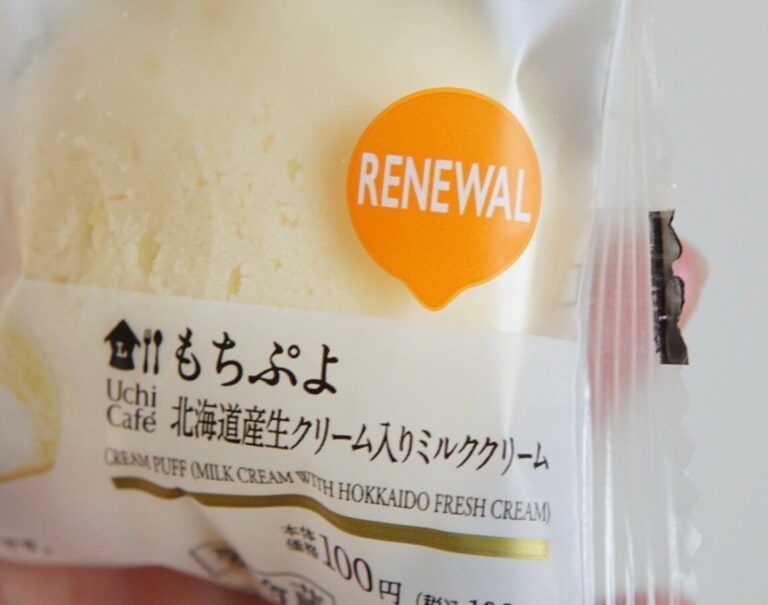 RENEWAL
L
もちぷよ
Uchi
Café
北海道産生クリーム入りミルククリーム
CREAM PUFF (MILK CREAM WITH HOKKAIDO FRESH CREAM)
本体
価格100円
(税込